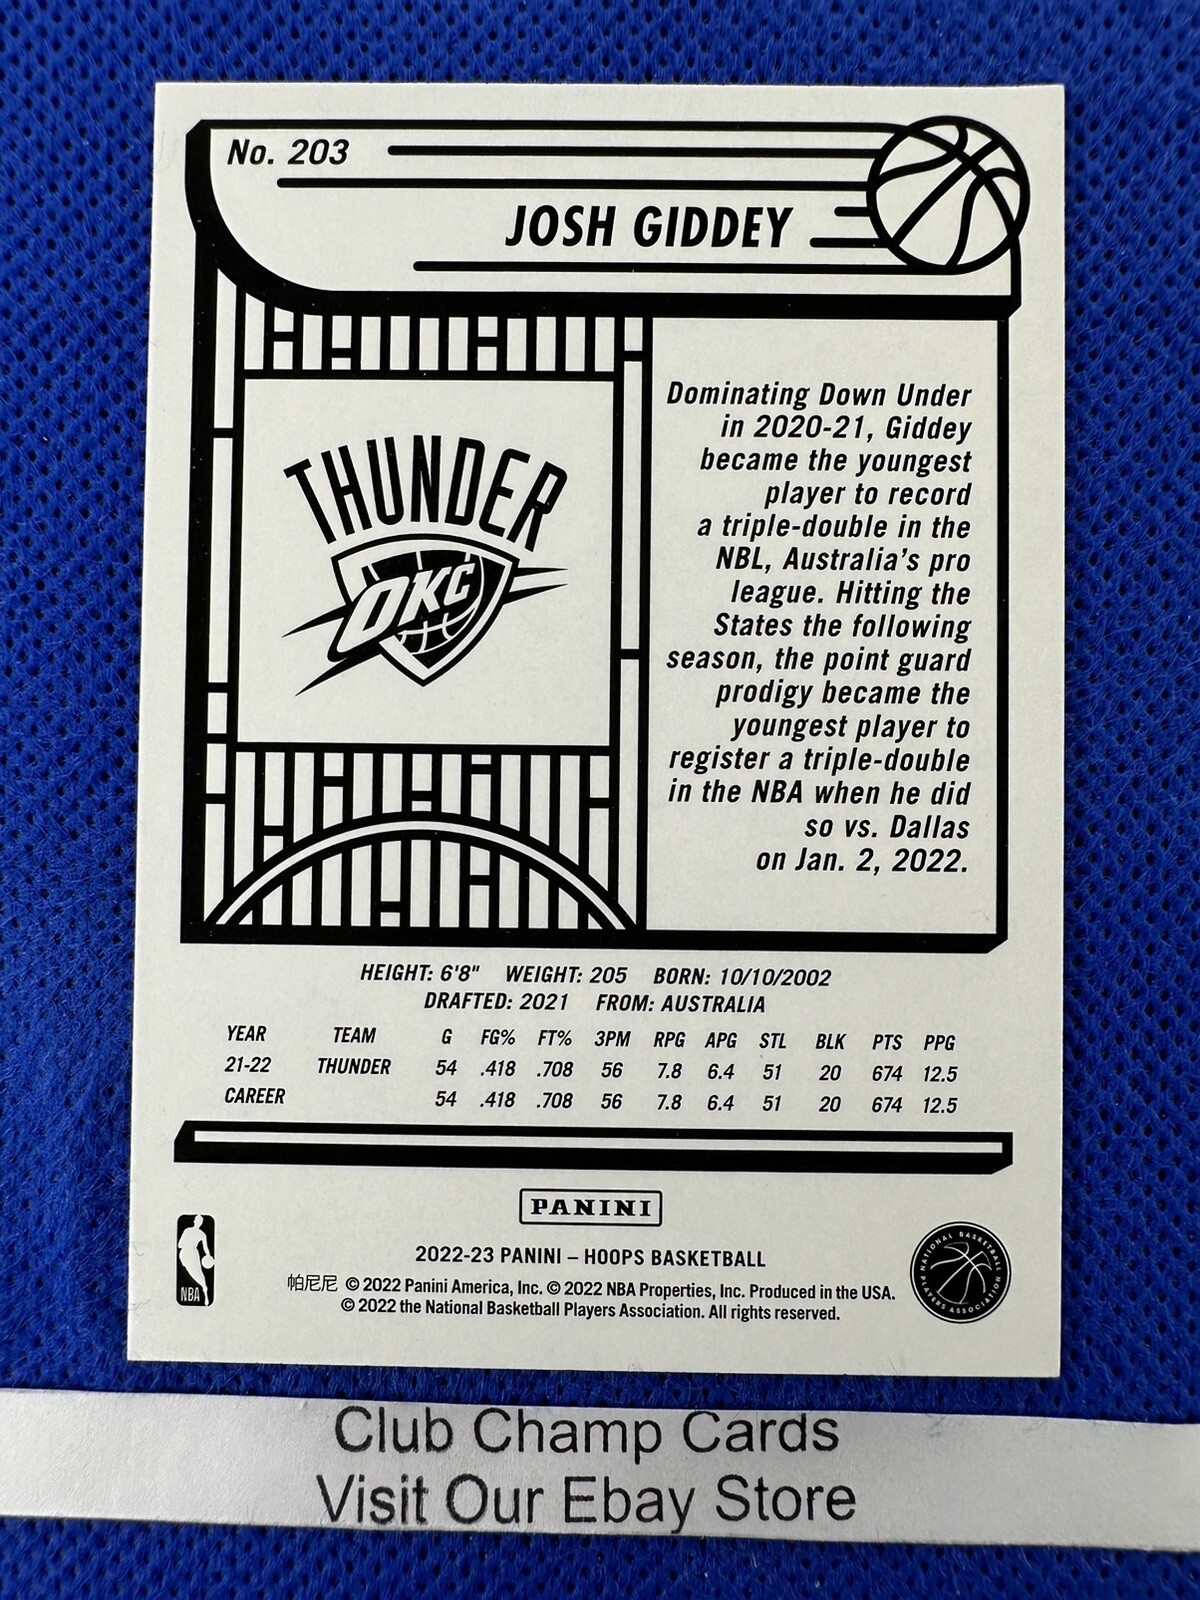 No. 203
JOSH GIDDEY
THUNDER
OKC
Dominating Down Under
in 2020-21, Giddey
became the youngest
player to record
a triple-double in the
NBL, Australia's pro
league. Hitting the
States the following
season, the point guard
prodigy became the
youngest player to
register a triple-double
in the NBA when he did
so vs. Dallas
on Jan. 2, 2022.
HEIGHT: 6'8" WEIGHT: 205 BORN: 10/10/2002
DRAFTED: 2021 FROM: AUSTRALIA
YEAR TEAM G FG% FT% 3PM RPG APG STL BLK PTS PPG
21-22 THUNDER 54 .418 .708 56 7.8 6.4 51 20 674 12.5
CAREER 54 .418 .708 56 7.8 6.4 51 20 674 12.5
PANINI
NBA
2022-23 PANINI – HOOPS BASKETBALL
帕尼尼 © 2022 Panini America, Inc. © 2022 NBA Properties, Inc. Produced in the USA.
© 2022 the National Basketball Players Association. All rights reserved.
NATIONAL BASKETBALL PLAYERS ASSOCIATION
Club Champ Cards
Visit Our Ebay Store